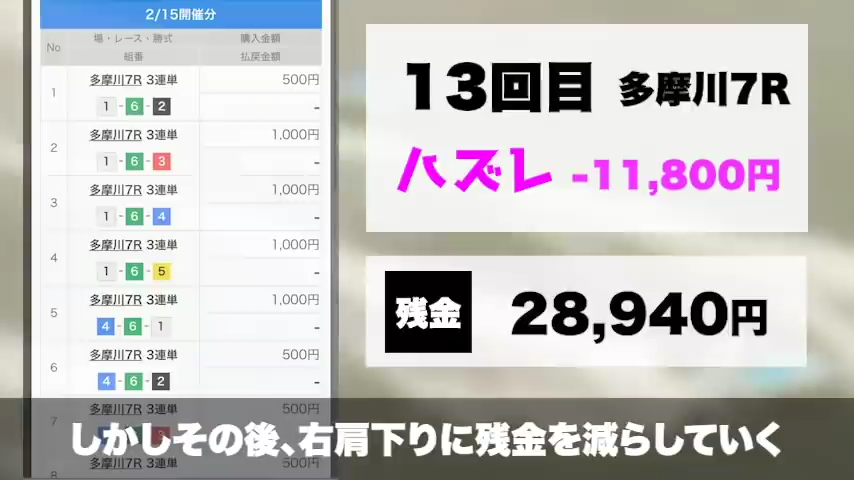 2/15開催分
No
場・レース・勝式
組番
購入金額
払戻金額
1
多摩川7R 3連単
500円
1-6-2
-
2
多摩川7R 3連単
1,000円
1-6-3
-
3
多摩川7R 3連単
1,000円
1-6-4
-
4
多摩川7R 3連単
1,000円
1-6-5
-
5
多摩川7R 3連単
1,000円
4-6-1
-
6
多摩川7R 3連単
500円
4-6-2
-
7
多摩川7R 3連単
500円
8
多摩川7R 3連単
500円
13回目 多摩川7R
ハズレ -11,800円
残金 28,940円
しかしその後、右肩下りに残金を減らしていく